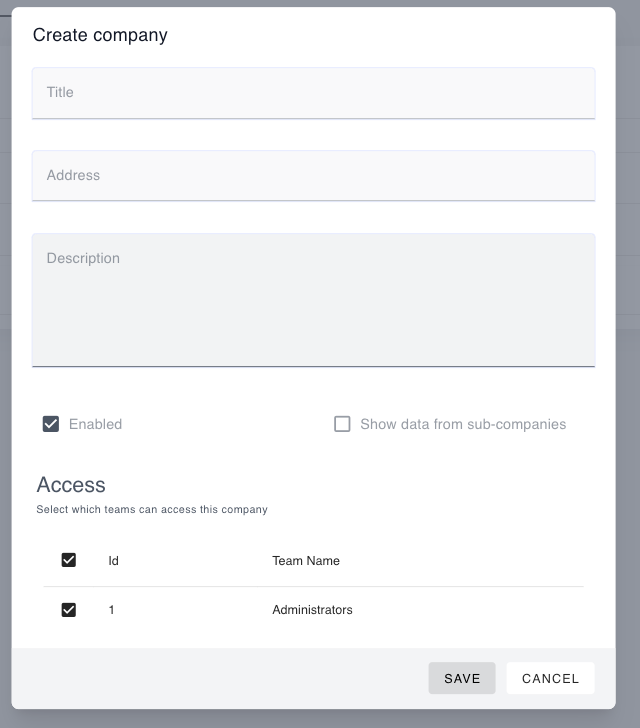 Create company
Title
Address
Description
Enabled
Show data from sub-companies
Access
Select which teams can access this company
Id Team Name
1 Administrators
SAVE CANCEL